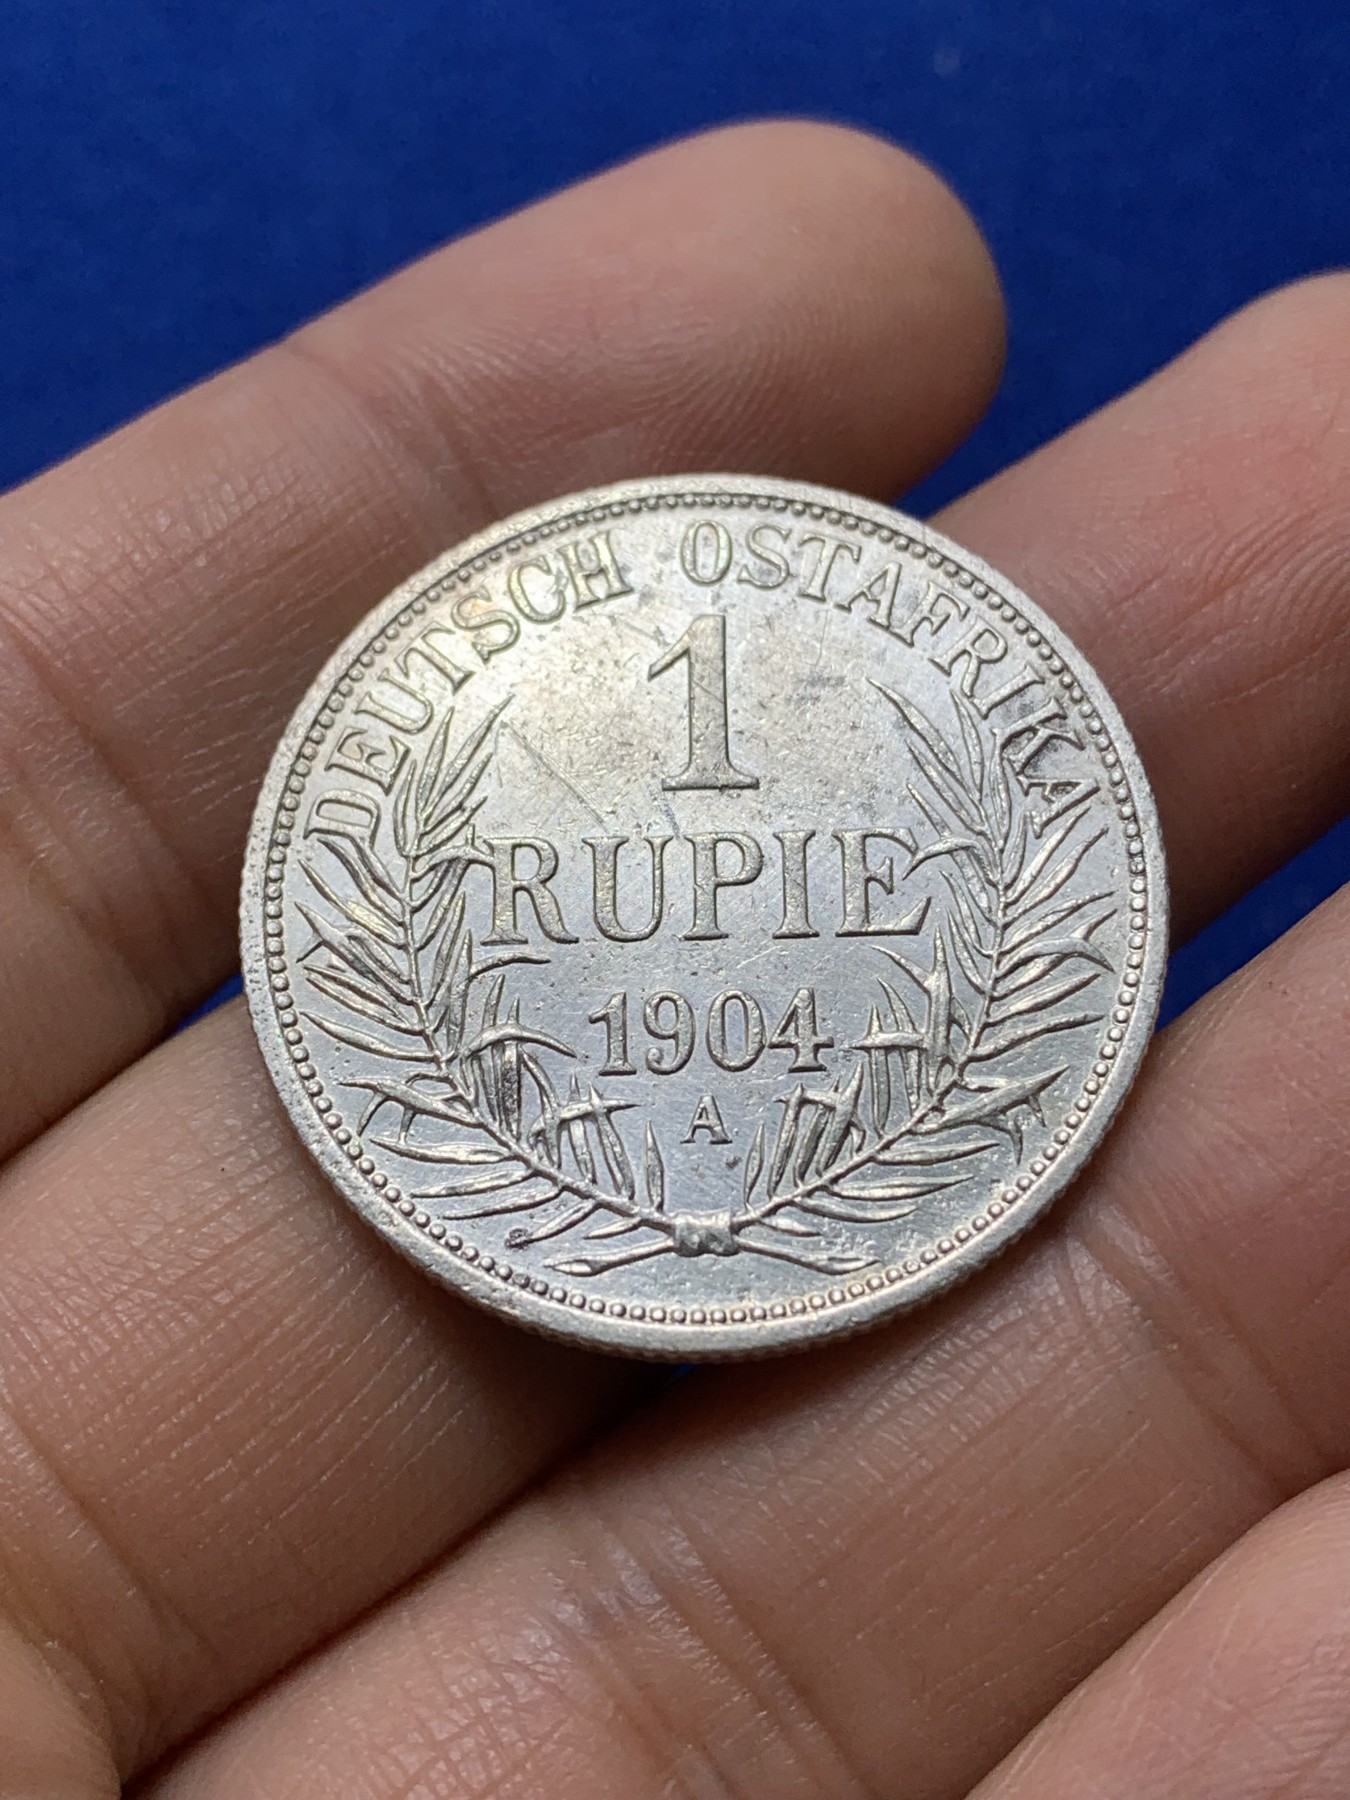 DEUTSCH OSTAFRIKA
1
RUPIE
1904
A